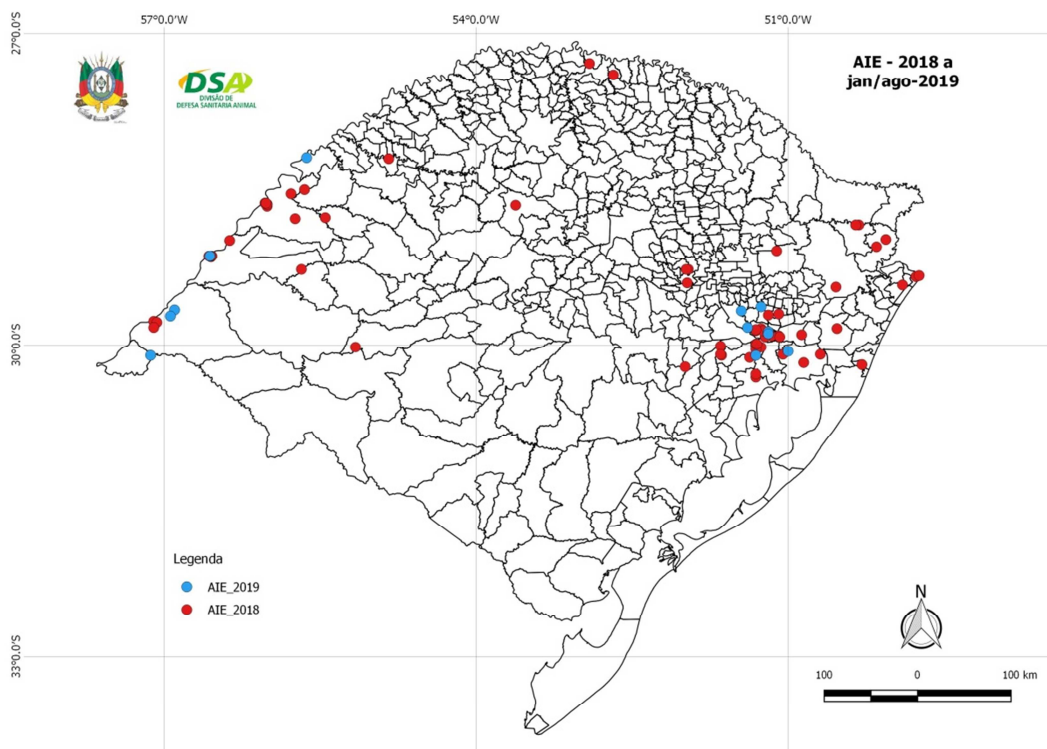 57°0.0'W
54°0.0'W
51°0.0'W
27°0.0'S
AIE - 2018 a
jan/ago-2019
DSA
DIVISÃO DE
DEFESA SANITARIA ANIMAL
30°0.0'S
Legenda
AIE_2019
AIE_2018
N
33°0.0'S
100 0 100 km